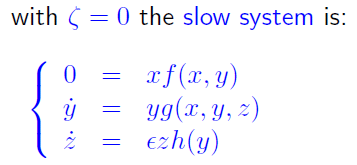 with ζ = 0 the slow system is:
0 = xf(x, y)
ẏ = yg(x, y, z)
ż = ϵzh(y)